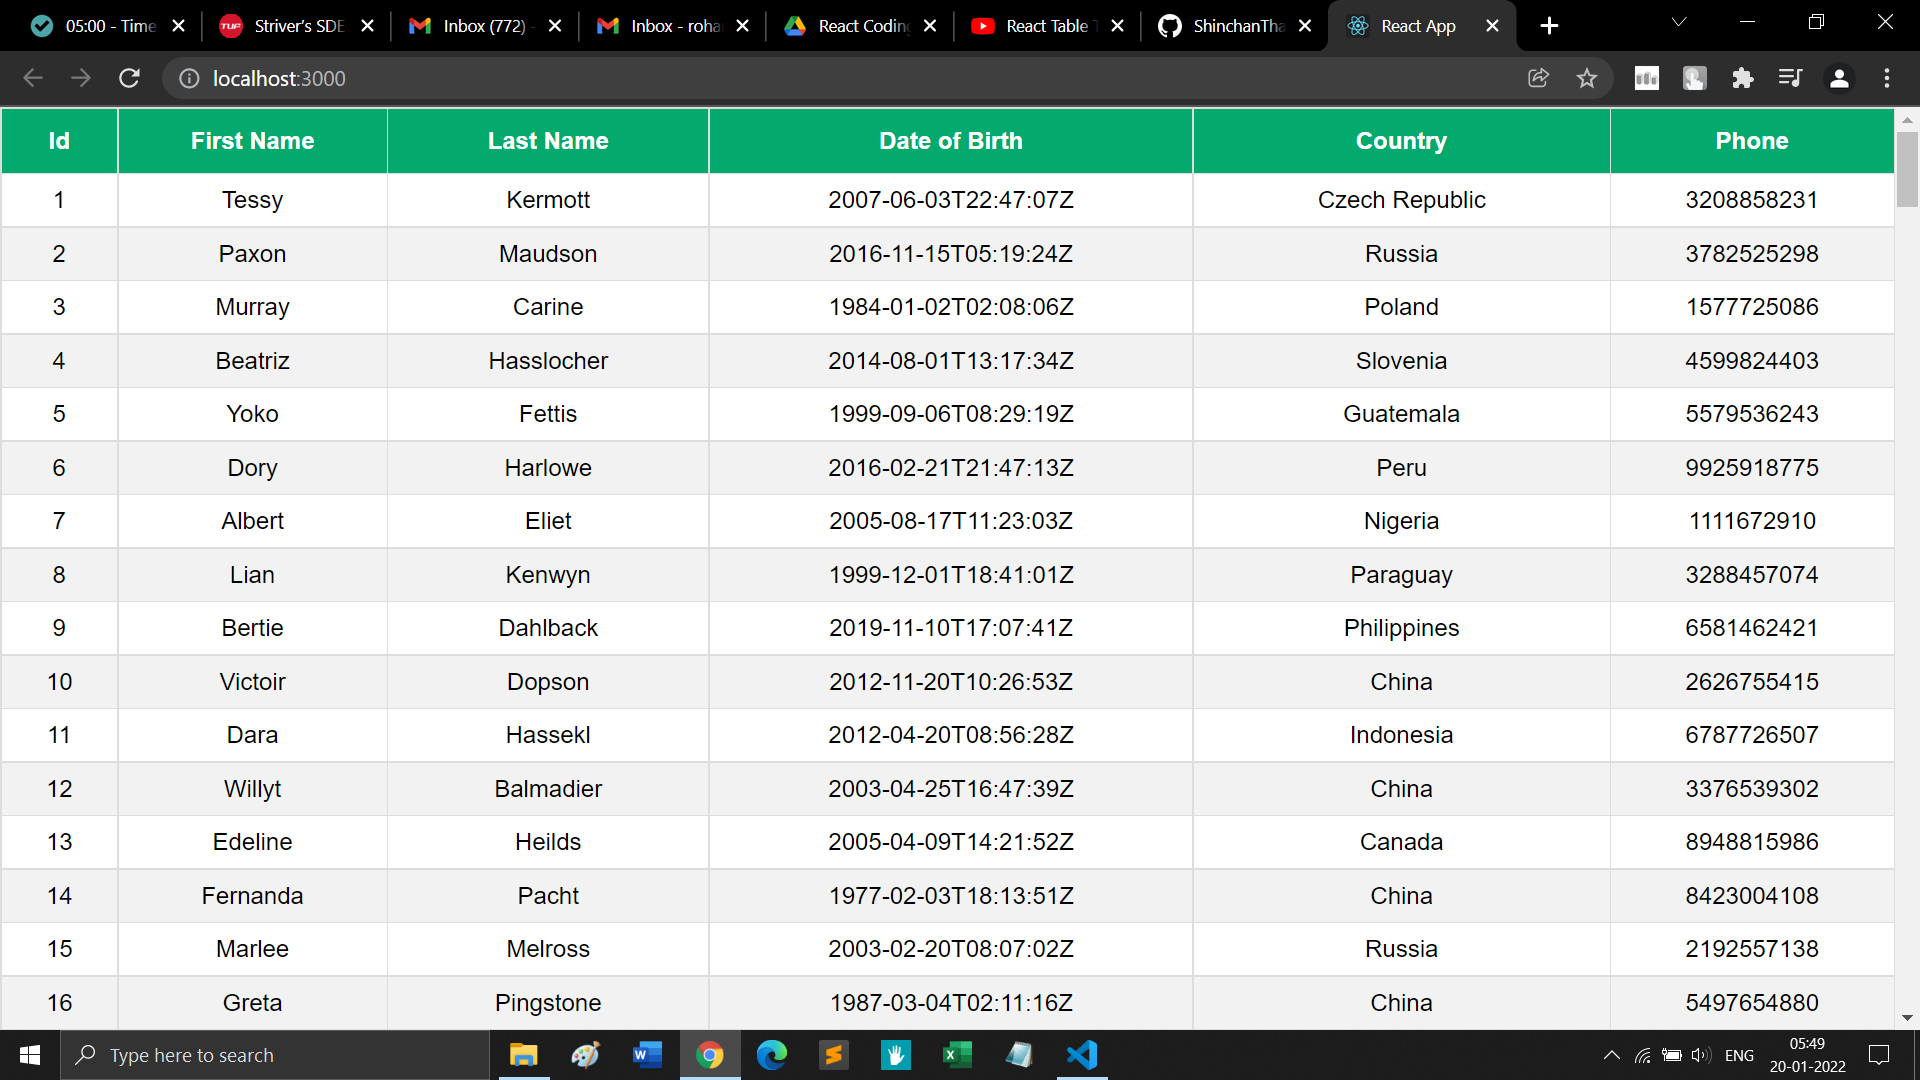 05:00 - Time TUF Striver's SDE Inbox (772) - Inbox - roha React Coding React Table T ShinchanTha React App
localhost:3000
Id First Name Last Name Date of Birth Country Phone
1 Tessy Kermott 2007-06-03T22:47:07Z Czech Republic 3208858231
2 Paxon Maudson 2016-11-15T05:19:24Z Russia 3782525298
3 Murray Carine 1984-01-02T02:08:06Z Poland 1577725086
4 Beatriz Hasslocher 2014-08-01T13:17:34Z Slovenia 4599824403
5 Yoko Fettis 1999-09-06T08:29:19Z Guatemala 5579536243
6 Dory Harlowe 2016-02-21T21:47:13Z Peru 9925918775
7 Albert Eliet 2005-08-17T11:23:03Z Nigeria 1111672910
8 Lian Kenwyn 1999-12-01T18:41:01Z Paraguay 3288457074
9 Bertie Dahlback 2019-11-10T17:07:41Z Philippines 6581462421
10 Victoir Dopson 2012-11-20T10:26:53Z China 2626755415
11 Dara Hassekl 2012-04-20T08:56:28Z Indonesia 6787726507
12 Willyt Balmadier 2003-04-25T16:47:39Z China 3376539302
13 Edeline Heilds 2005-04-09T14:21:52Z Canada 8948815986
14 Fernanda Pacht 1977-02-03T18:13:51Z China 8423004108
15 Marlee Melross 2003-02-20T08:07:02Z Russia 2192557138
16 Greta Pingstone 1987-03-04T02:11:16Z China 5497654880
Type here to search ENG 05:49
20-01-2022